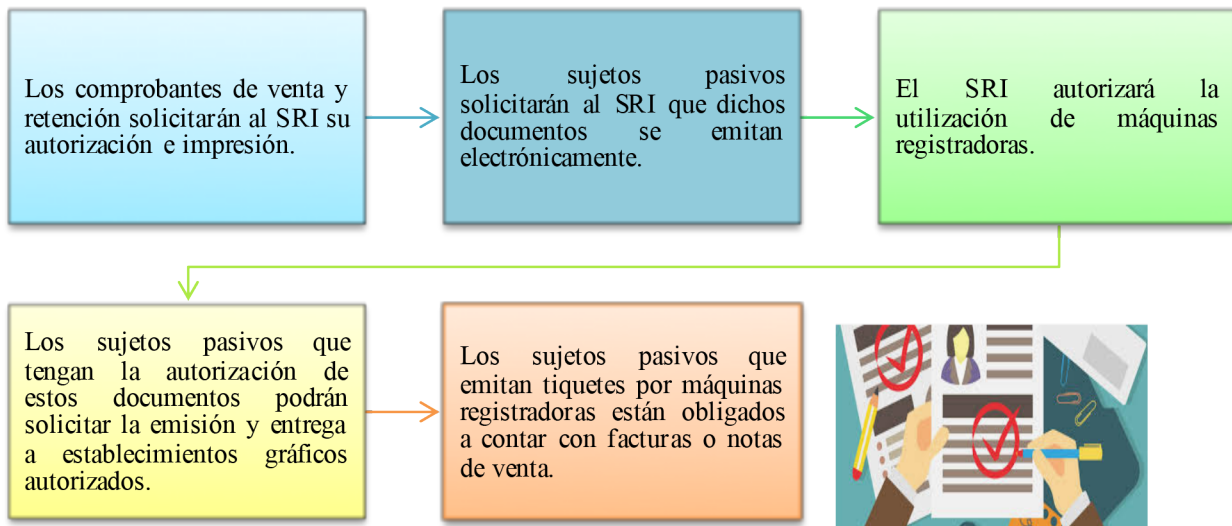 Los comprobantes de venta y
retención solicitarán al SRI su
autorización e impresión.
Los sujetos pasivos
solicitarán al SRI que dichos
documentos se emitan
electrónicamente.
El SRI autorizará la
utilización de máquinas
registradoras.
Los sujetos pasivos que
tengan la autorización de
estos documentos podrán
solicitar la emisión y entrega
a establecimientos gráficos
autorizados.
Los sujetos pasivos que
emitan tiquetes por máquinas
registradoras están obligados
a contar con facturas o notas
de venta.